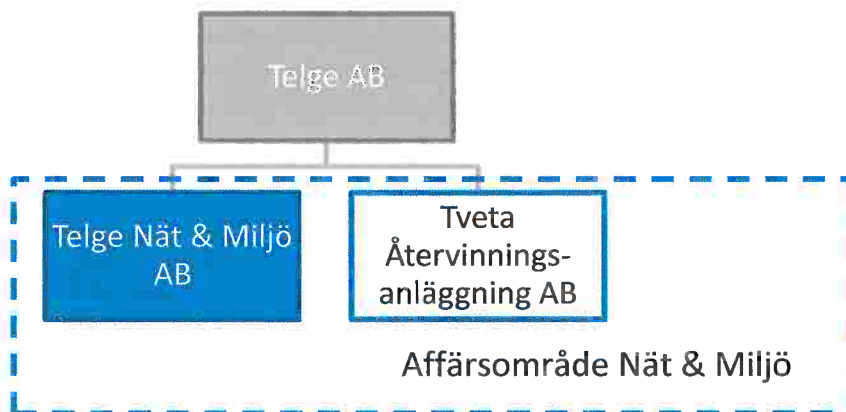 Telge AB
Telge Nät & Miljö
AB
Tveta
Återvinnings-
anläggning AB
Affärsområde Nät & Miljö